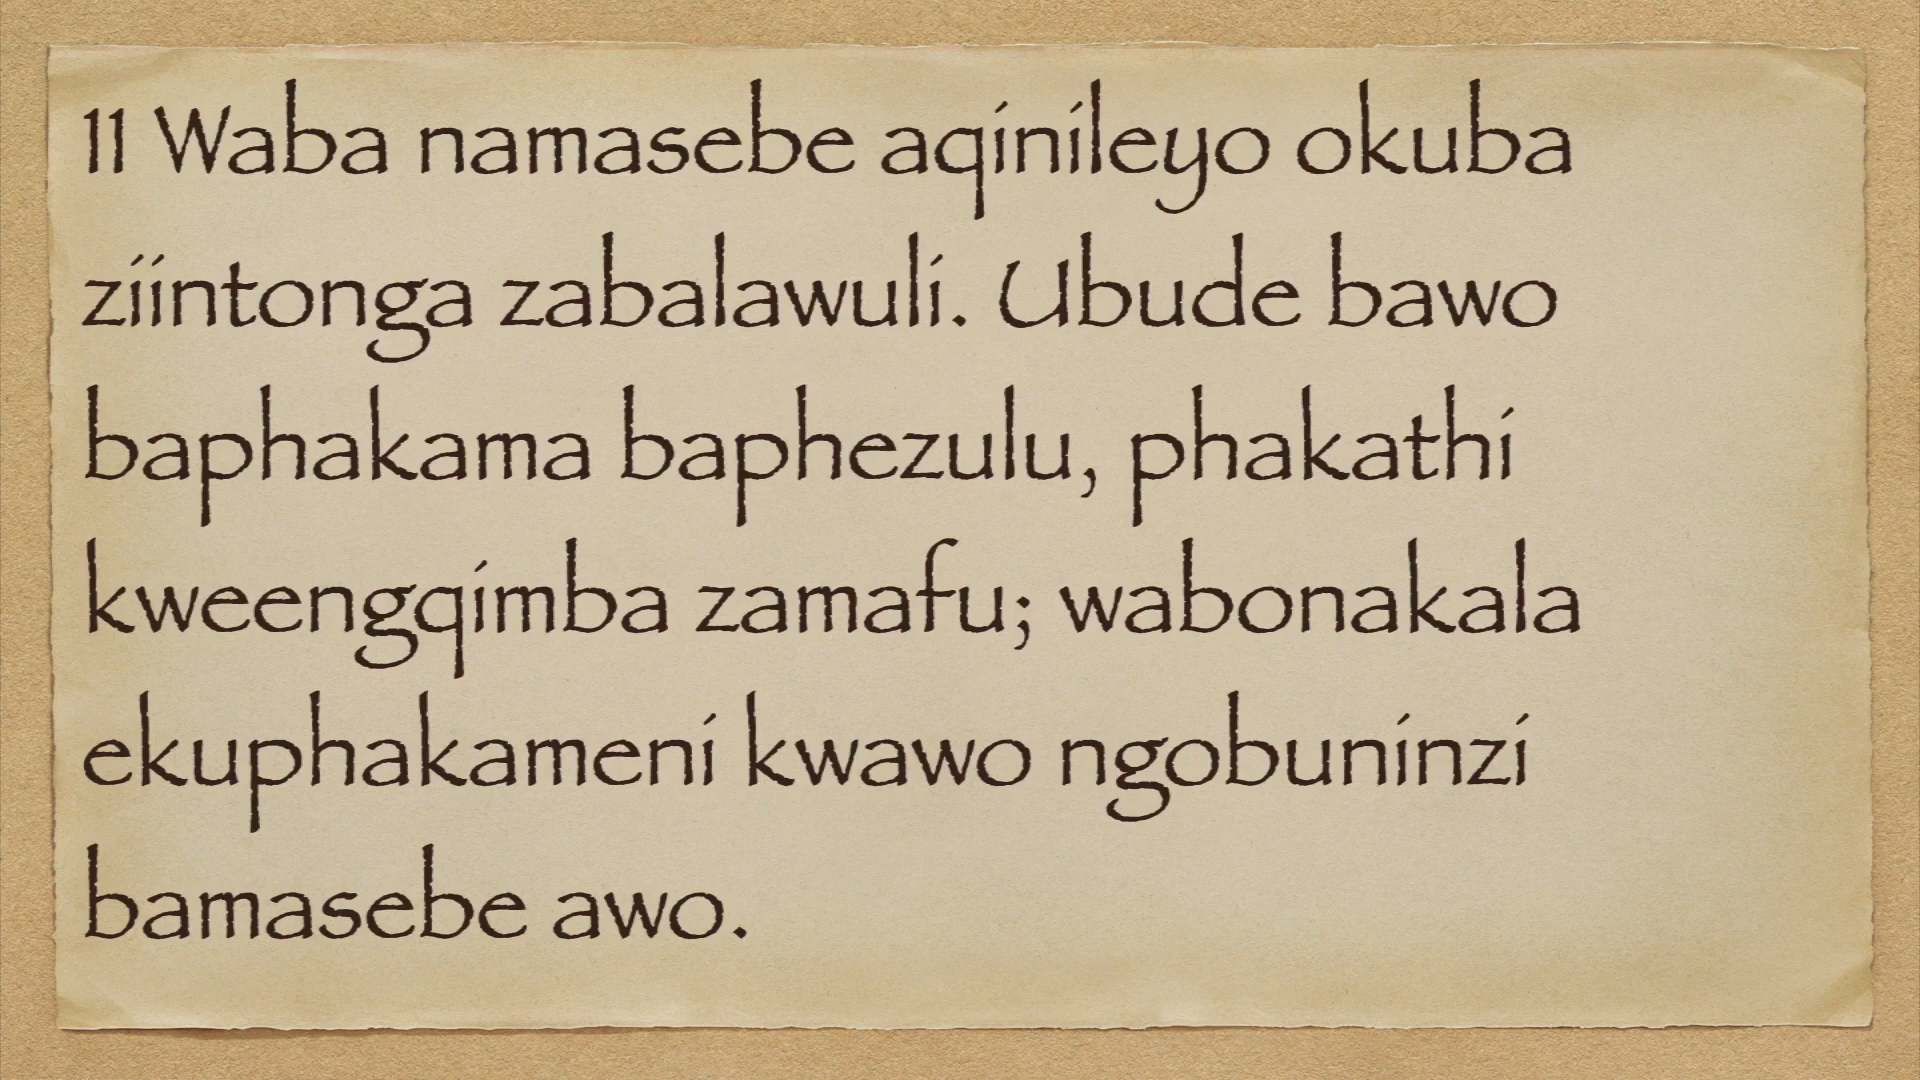 11 Waba namasebe aqinileyo okuba
ziintonga zabalawuli. Ubude bawo
baphakama baphezulu, phakathi
kweengqimba zamafu; wabonakala
ekuphakameni kwawo ngobuninzi
bamasebe awo.